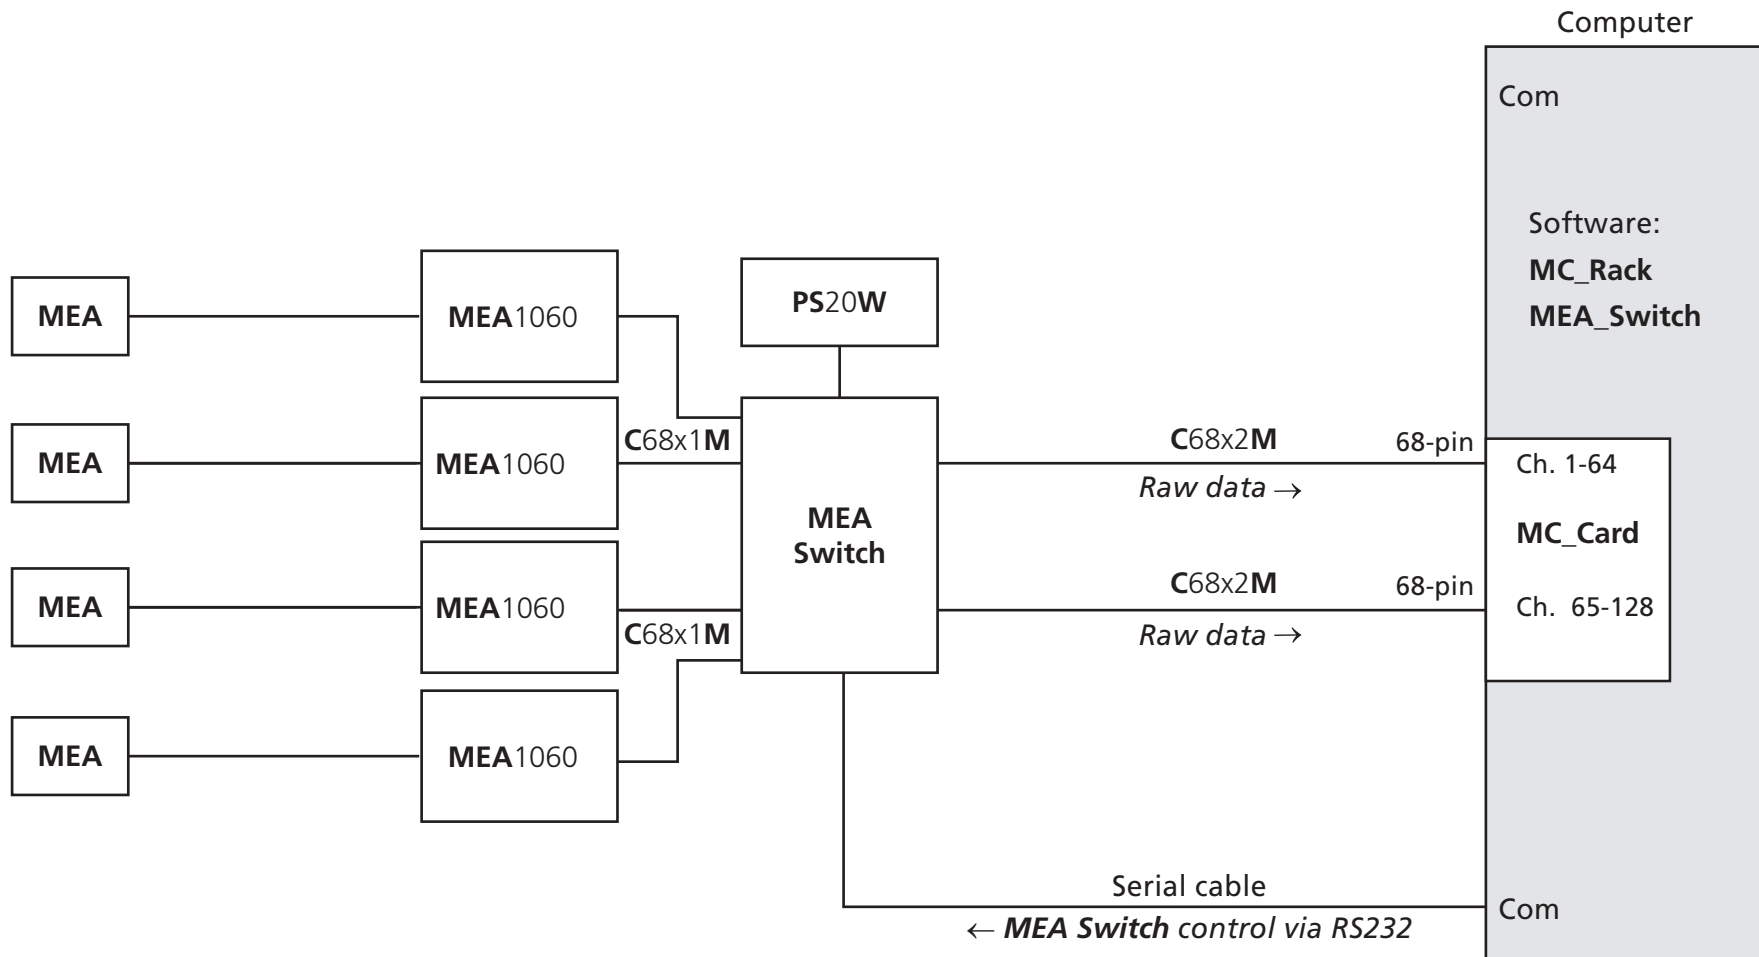 Computer
Com
Software:
MC_Rack
MEA_Switch
MEA
MEA1060
PS20W
MEA
MEA1060
C68x1M
MEA
Switch
C68x2M
68-pin
Ch. 1-64
Raw data →
MC_Card
MEA
MEA1060
C68x1M
C68x2M
68-pin
Ch. 65-128
Raw data →
MEA
MEA1060
Serial cable
Com
← MEA Switch control via RS232